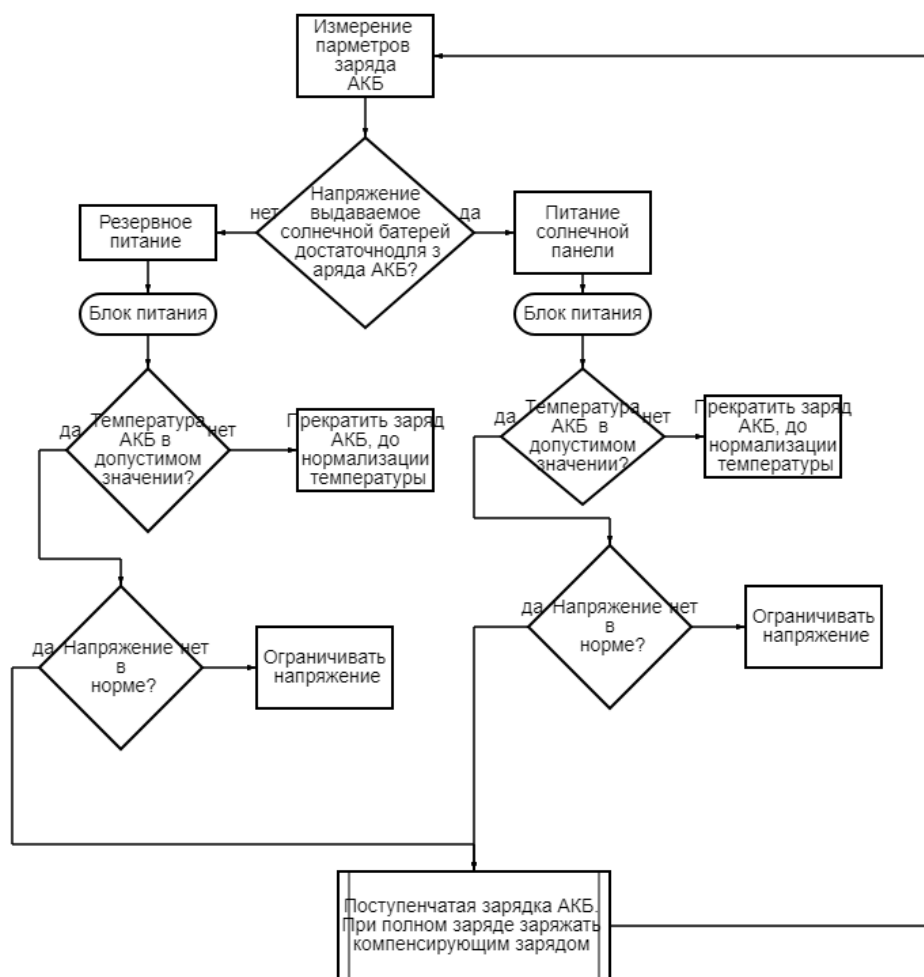 Измерение
парметров
заряда
АКБ
Напряжение
выдаваемое
солнечной батерей
достаточнодля з
аряда АКБ?
нет
да
Резервное
питание
Питание
солнечной
панели
Блок питания
Блок питания
Температура
АКБ в
допустимом
значении?
да
нет
Прекратить заряд
АКБ, до
нормализации
температуры
Температура
АКБ в
допустимом
значении?
да
нет
Прекратить заряд
АКБ, до
нормализации
температуры
Напряжение
в
норме?
да
нет
Ограничивать
напряжение
Напряжение
в
норме?
да
нет
Ограничивать
напряжение
Поступенчатая зарядка АКБ.
При полном заряде заряжать
компенсирующим зарядом